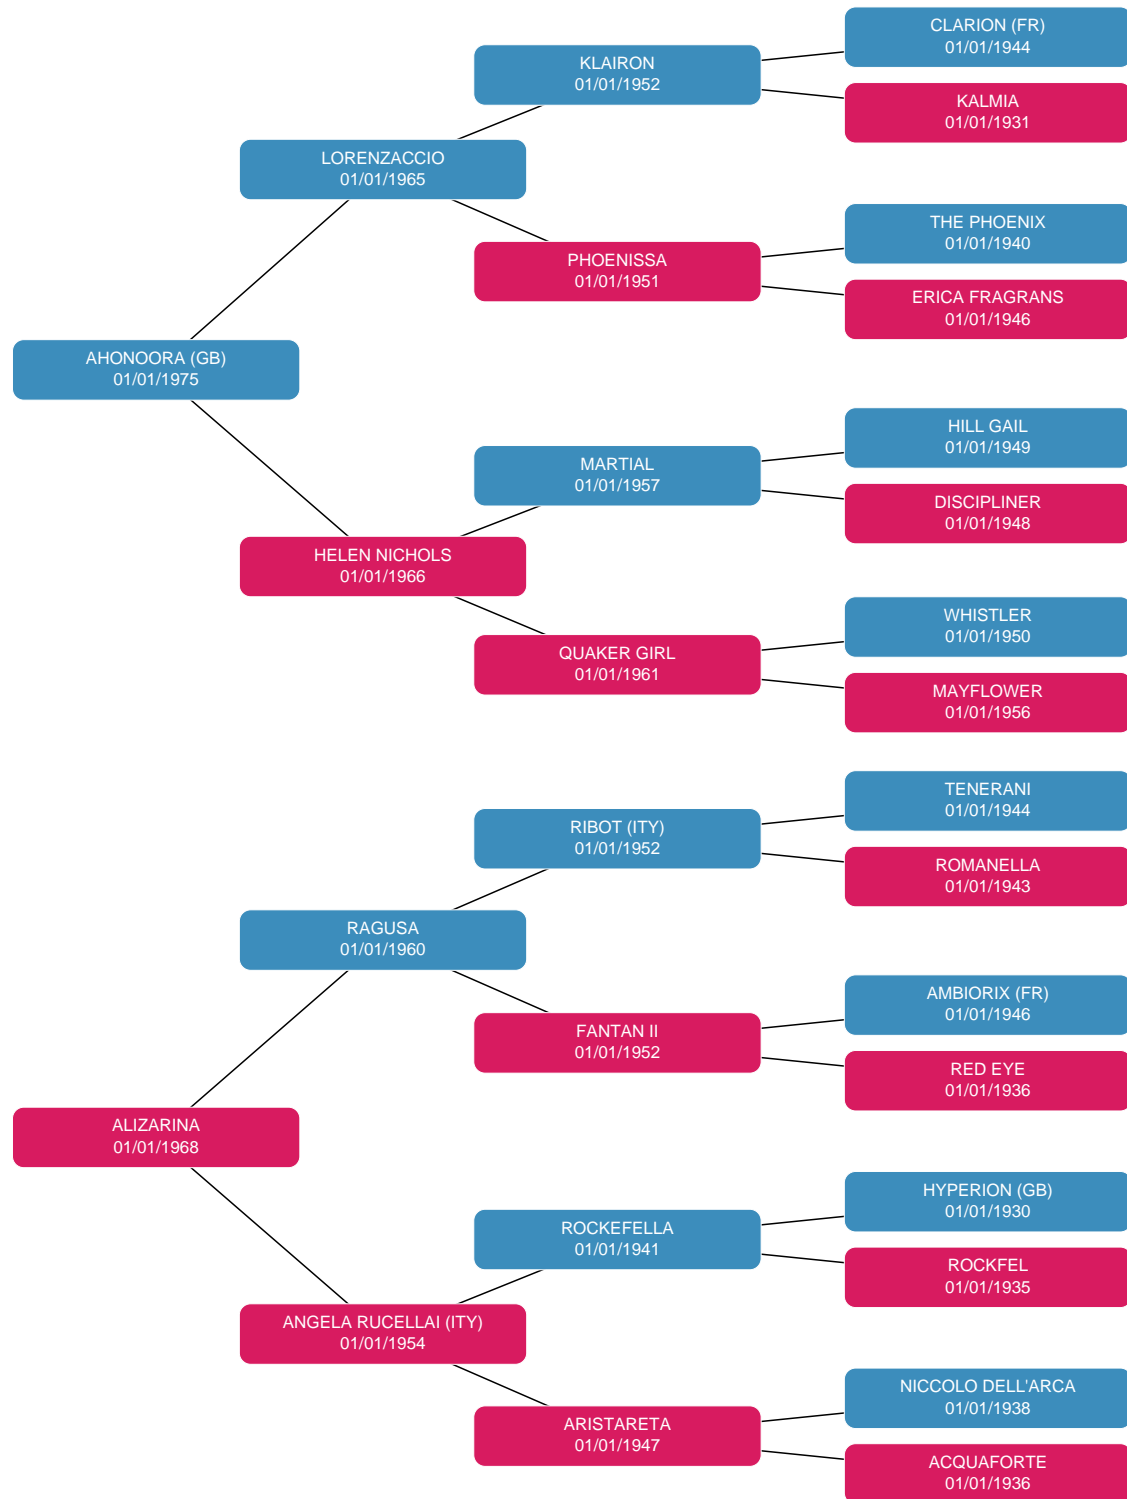 CLARION (FR)
01/01/1944
KLAIRON
01/01/1952
KALMIA
01/01/1931
LORENZACCIO
01/01/1965
THE PHOENIX
01/01/1940
PHOENISSA
01/01/1951
ERICA FRAGRANS
01/01/1946
AHONOORA (GB)
01/01/1975
HILL GAIL
01/01/1949
MARTIAL
01/01/1957
DISCIPLINER
01/01/1948
HELEN NICHOLS
01/01/1966
WHISTLER
01/01/1950
QUAKER GIRL
01/01/1961
MAYFLOWER
01/01/1956
TENERANI
01/01/1944
RIBOT (ITY)
01/01/1952
ROMANELLA
01/01/1943
RAGUSA
01/01/1960
AMBIORIX (FR)
01/01/1946
FANTAN II
01/01/1952
RED EYE
01/01/1936
ALIZARINA
01/01/1968
HYPERION (GB)
01/01/1930
ROCKEFELLA
01/01/1941
ROCKFEL
01/01/1935
ANGELA RUCELLAI (ITY)
01/01/1954
NICCOLO DELL'ARCA
01/01/1938
ARISTARETA
01/01/1947
ACQUAFORTE
01/01/1936